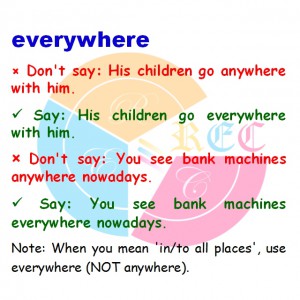 everywhere
× Don't say: His children go anywhere
with him.
✓ Say: His children go everywhere
with him.
× Don't say: You see bank machines
anywhere nowadays.
✓ Say: You see bank machines
everywhere nowadays.
Note: When you mean 'in/to all places', use
everywhere (NOT anywhere).
REC